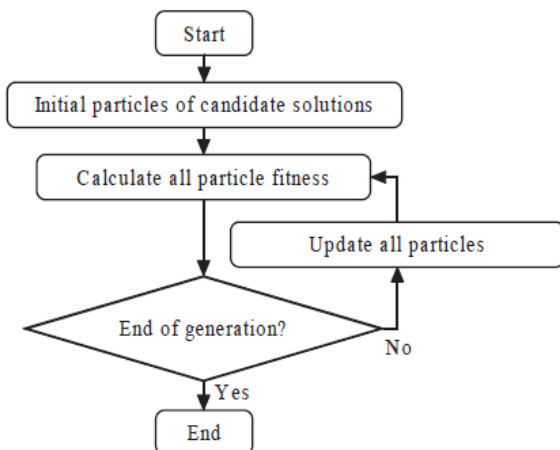 Start
Initial particles of candidate solutions
Calculate all particle fitness
Update all particles
End of generation?
No
Yes
End